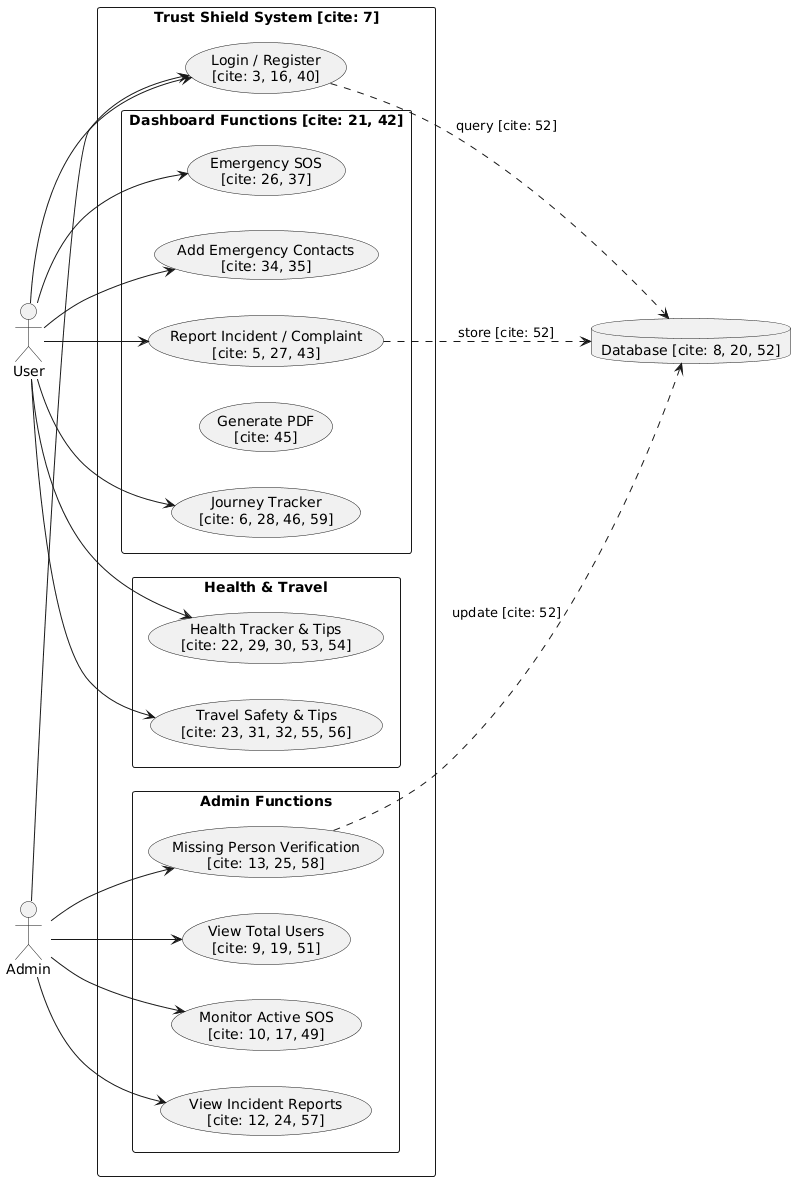 Trust Shield System [cite: 7]
Login / Register
[cite: 3, 16, 40]
Dashboard Functions [cite: 21, 42]
query [cite: 52]
Emergency SOS
[cite: 26, 37]
Add Emergency Contacts
[cite: 34, 35]
Report Incident / Complaint
[cite: 5, 27, 43]
store [cite: 52]
Database [cite: 8, 20, 52]
User
Generate PDF
[cite: 45]
Journey Tracker
[cite: 6, 28, 46, 59]
Health & Travel
Health Tracker & Tips
[cite: 22, 29, 30, 53, 54]
update [cite: 52]
Travel Safety & Tips
[cite: 23, 31, 32, 55, 56]
Admin Functions
Missing Person Verification
[cite: 13, 25, 58]
View Total Users
[cite: 9, 19, 51]
Admin
Monitor Active SOS
[cite: 10, 17, 49]
View Incident Reports
[cite: 12, 24, 57]